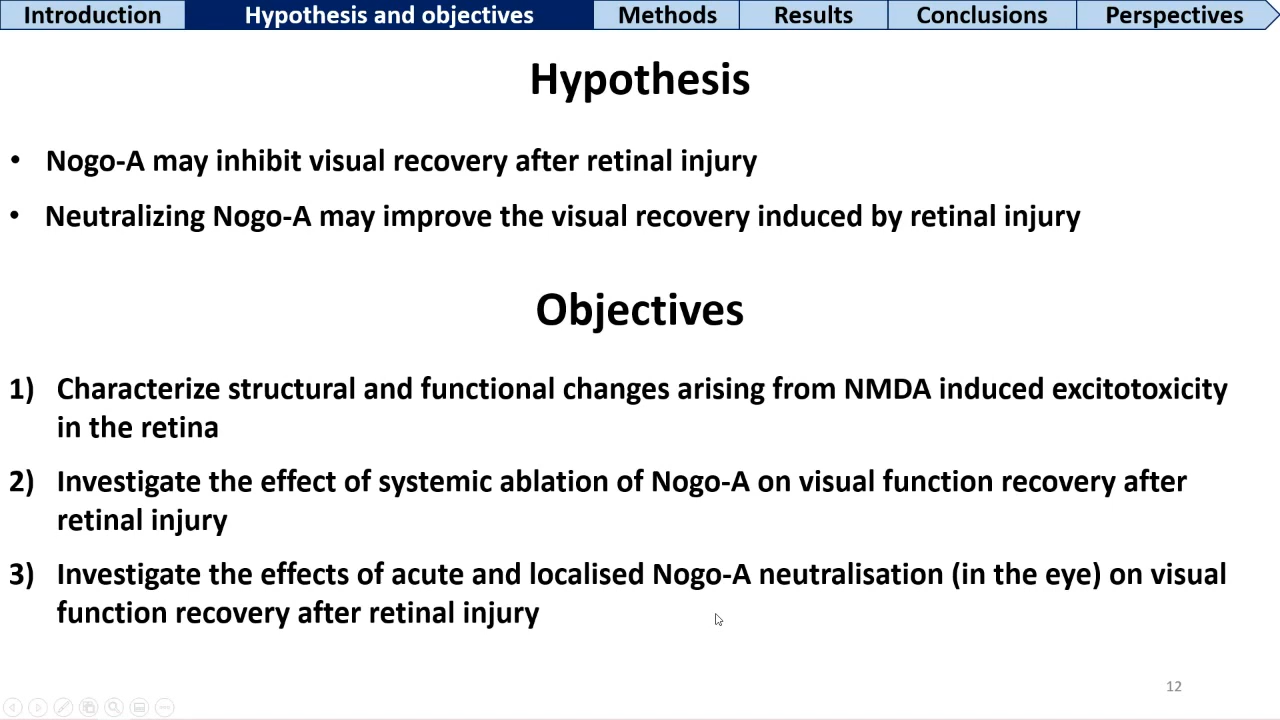 Introduction
Hypothesis and objectives
Methods
Results
Conclusions
Perspectives
Hypothesis
• Nogo-A may inhibit visual recovery after retinal injury
• Neutralizing Nogo-A may improve the visual recovery induced by retinal injury
Objectives
1) Characterize structural and functional changes arising from NMDA induced excitotoxicity
in the retina
2) Investigate the effect of systemic ablation of Nogo-A on visual function recovery after
retinal injury
3) Investigate the effects of acute and localised Nogo-A neutralisation (in the eye) on visual
function recovery after retinal injury
12